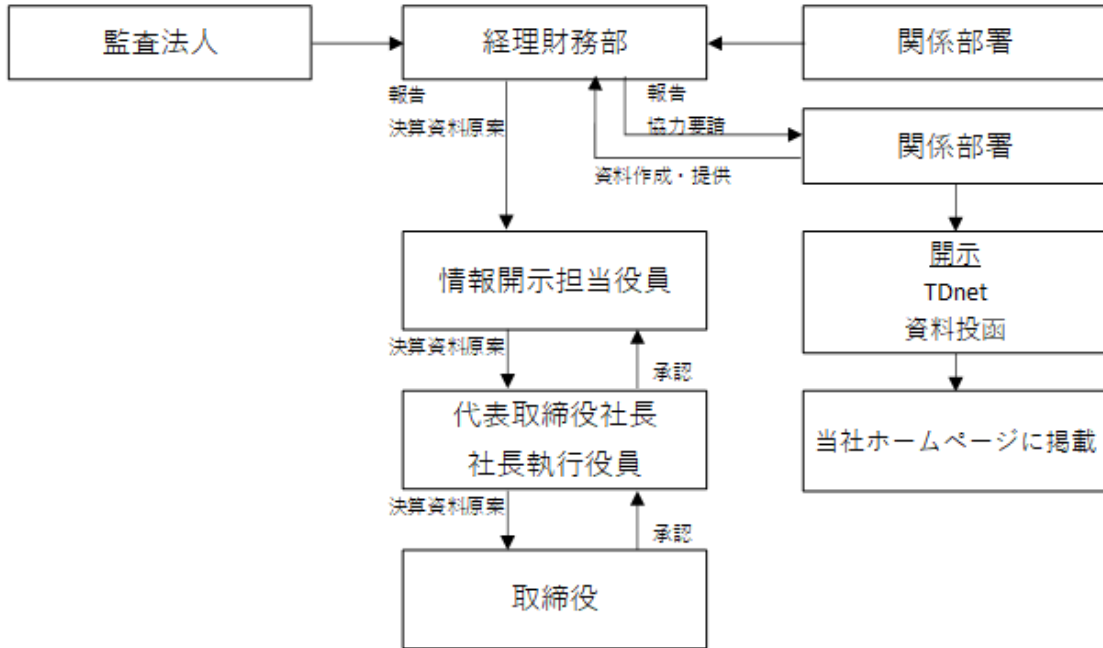 監査法人
経理財務部
関係部署
報告
決算資料原案
報告
協力要請
資料作成・提供
関係部署
情報開示担当役員
開示
TDnet
資料投函
決算資料原案
承認
代表取締役社長
社長執行役員
当社ホームページに掲載
決算資料原案
承認
取締役